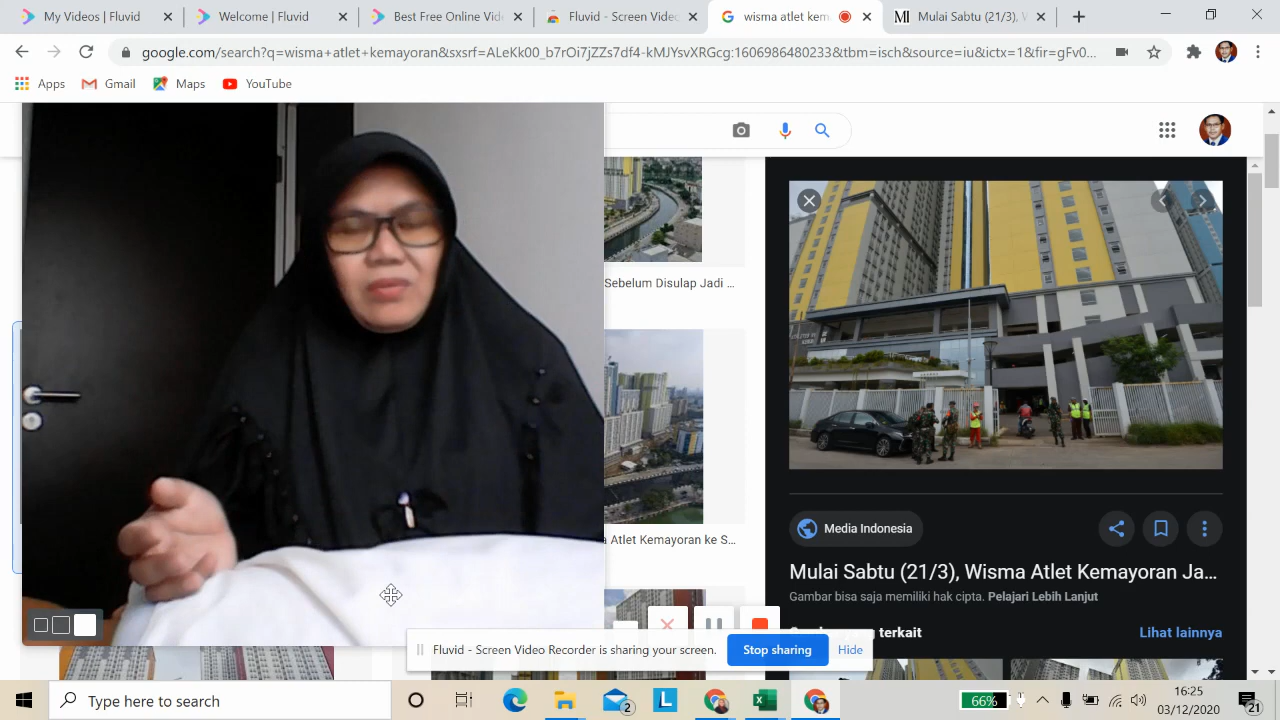 My Videos | Fluvid
Welcome | Fluvid
Best Free Online Vid
Fluvid - Screen Video
wisma atlet kem
Mulai Sabtu (21/3), W
google.com/search?q=wisma+atlet+kemayoran&sxsrf=ALeKk00_b7rOi7jZZs7df4-kMJYsvXRGcg:1606986480233&tbm=isch&source=iu&ictx=1&fir=gFv0...
Apps
Gmail
Maps
YouTube
Sebelum Disulap Jadi ...
a Atlet Kemayoran ke S...
Media Indonesia
Mulai Sabtu (21/3), Wisma Atlet Kemayoran Ja...
Gambar bisa saja memiliki hak cipta. Pelajari Lebih Lanjut
terkait
Lihat lainnya
Fluvid - Screen Video Recorder is sharing your screen.
Stop sharing
Hide
Type here to search
2
66%
16:25
03/12/2020
21